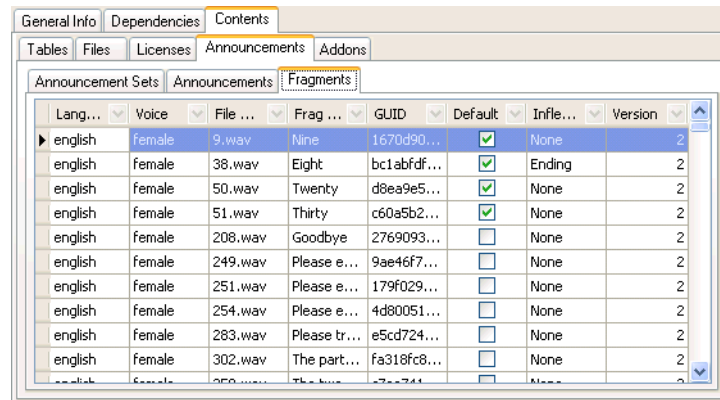 General Info Dependencies Contents
Tables Files Licenses Announcements Addons
Announcement Sets Announcements Fragments
Lang... Voice File ... Frag ... GUID Default Infle... Version
english female 9.wav Nine 1670d90... None 2
english female 38.wav Eight bc1abfdf... Ending 2
english female 50.wav Twenty d8ea9e5... None 2
english female 51.wav Thirty c60a5b2... None 2
english female 208.wav Goodbye 2769093... None 2
english female 249.wav Please e... 9ae46f7... None 2
english female 251.wav Please e... 179f029... None 2
english female 254.wav Please e... 4d80051... None 2
english female 283.wav Please tr... e5cd724... None 2
english female 302.wav The part... fa318fc8... None 2